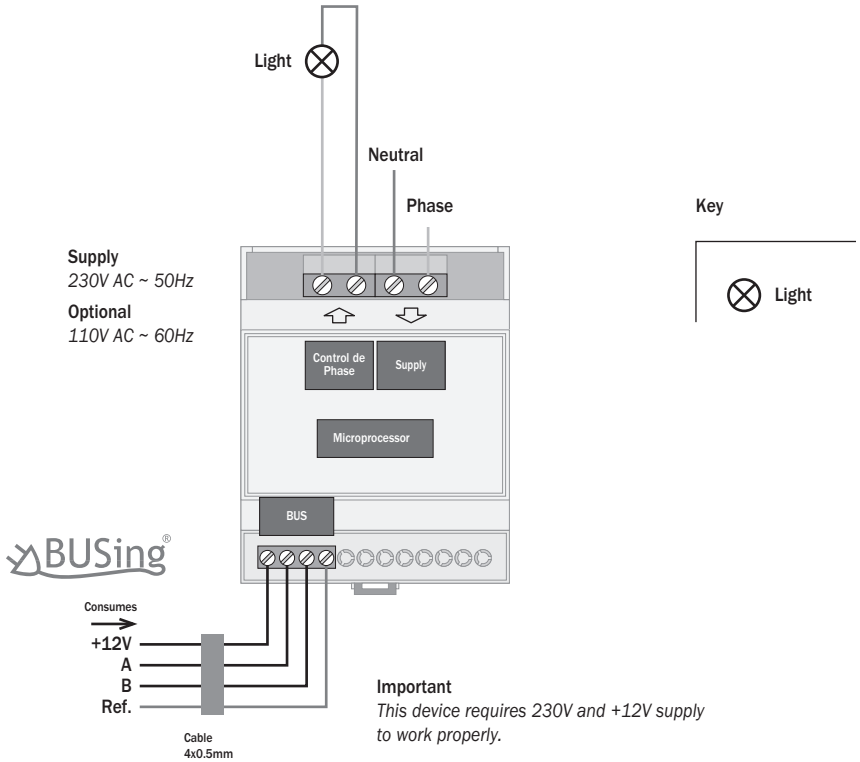 Light
Neutral
Phase
Key
Supply
230V AC ~ 50Hz
Optional
110V AC ~ 60Hz
Light
Control de
Phase
Supply
Microprocessor
BUS
BUSing®
Consumes
+12V
A
B
Ref.
Cable
4x0.5mm
Important
This device requires 230V and +12V supply
to work properly.